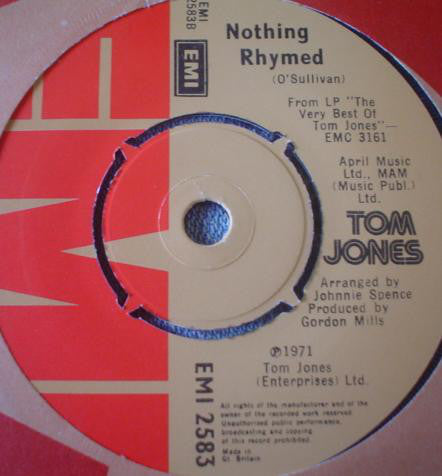 EMI
2583B
EMI
Nothing
Rhymed
(O'Sullivan)
From LP "The
Very Best Of
Tom Jones"—
EMC 3161
April Music
Ltd., MAM
(Music Publ.)
Ltd.
TOM
JONES
Arranged by
Johnnie Spence
Produced by
Gordon Mills
℗1971
Tom Jones
(Enterprises) Ltd.
EMI 2583
All rights of the manufacturer and of the
owner of the recorded work reserved
Unauthorised public performance,
broadcasting and copying
of this record prohibited.
Made in
Gt. Britain